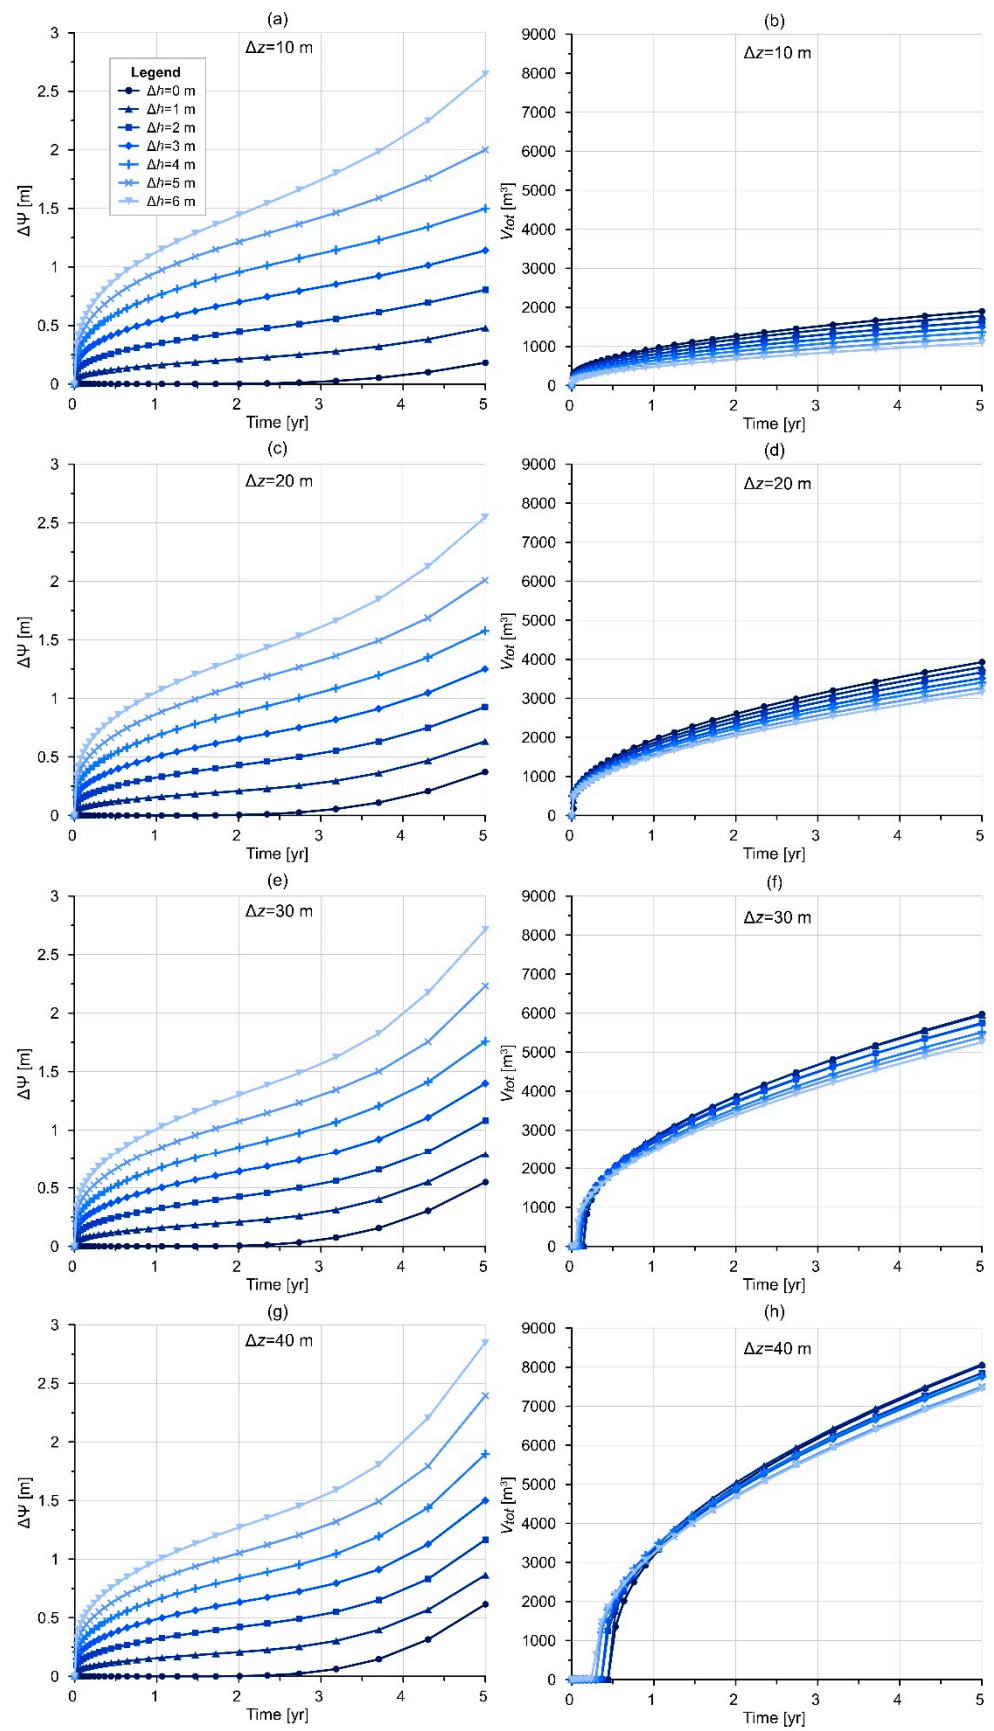 (a)
Δz=10 m
3
2.5
2
1.5
1
0.5
0
ΔΨ [m]
Legend
Δh=0 m
Δh=1 m
Δh=2 m
Δh=3 m
Δh=4 m
Δh=5 m
Δh=6 m
0 1 2 3 4 5
Time [yr]
(b)
Δz=10 m
9000
8000
7000
6000
5000
4000
3000
2000
1000
0
Vtot [m³]
0 1 2 3 4 5
Time [yr]
(c)
Δz=20 m
3
2.5
2
1.5
1
0.5
0
ΔΨ [m]
0 1 2 3 4 5
Time [yr]
(d)
Δz=20 m
9000
8000
7000
6000
5000
4000
3000
2000
1000
0
Vtot [m³]
0 1 2 3 4 5
Time [yr]
(e)
Δz=30 m
3
2.5
2
1.5
1
0.5
0
ΔΨ [m]
0 1 2 3 4 5
Time [yr]
(f)
Δz=30 m
9000
8000
7000
6000
5000
4000
3000
2000
1000
0
Vtot [m³]
0 1 2 3 4 5
Time [yr]
(g)
Δz=40 m
3
2.5
2
1.5
1
0.5
0
ΔΨ [m]
0 1 2 3 4 5
Time [yr]
(h)
Δz=40 m
9000
8000
7000
6000
5000
4000
3000
2000
1000
0
Vtot [m³]
0 1 2 3 4 5
Time [yr]